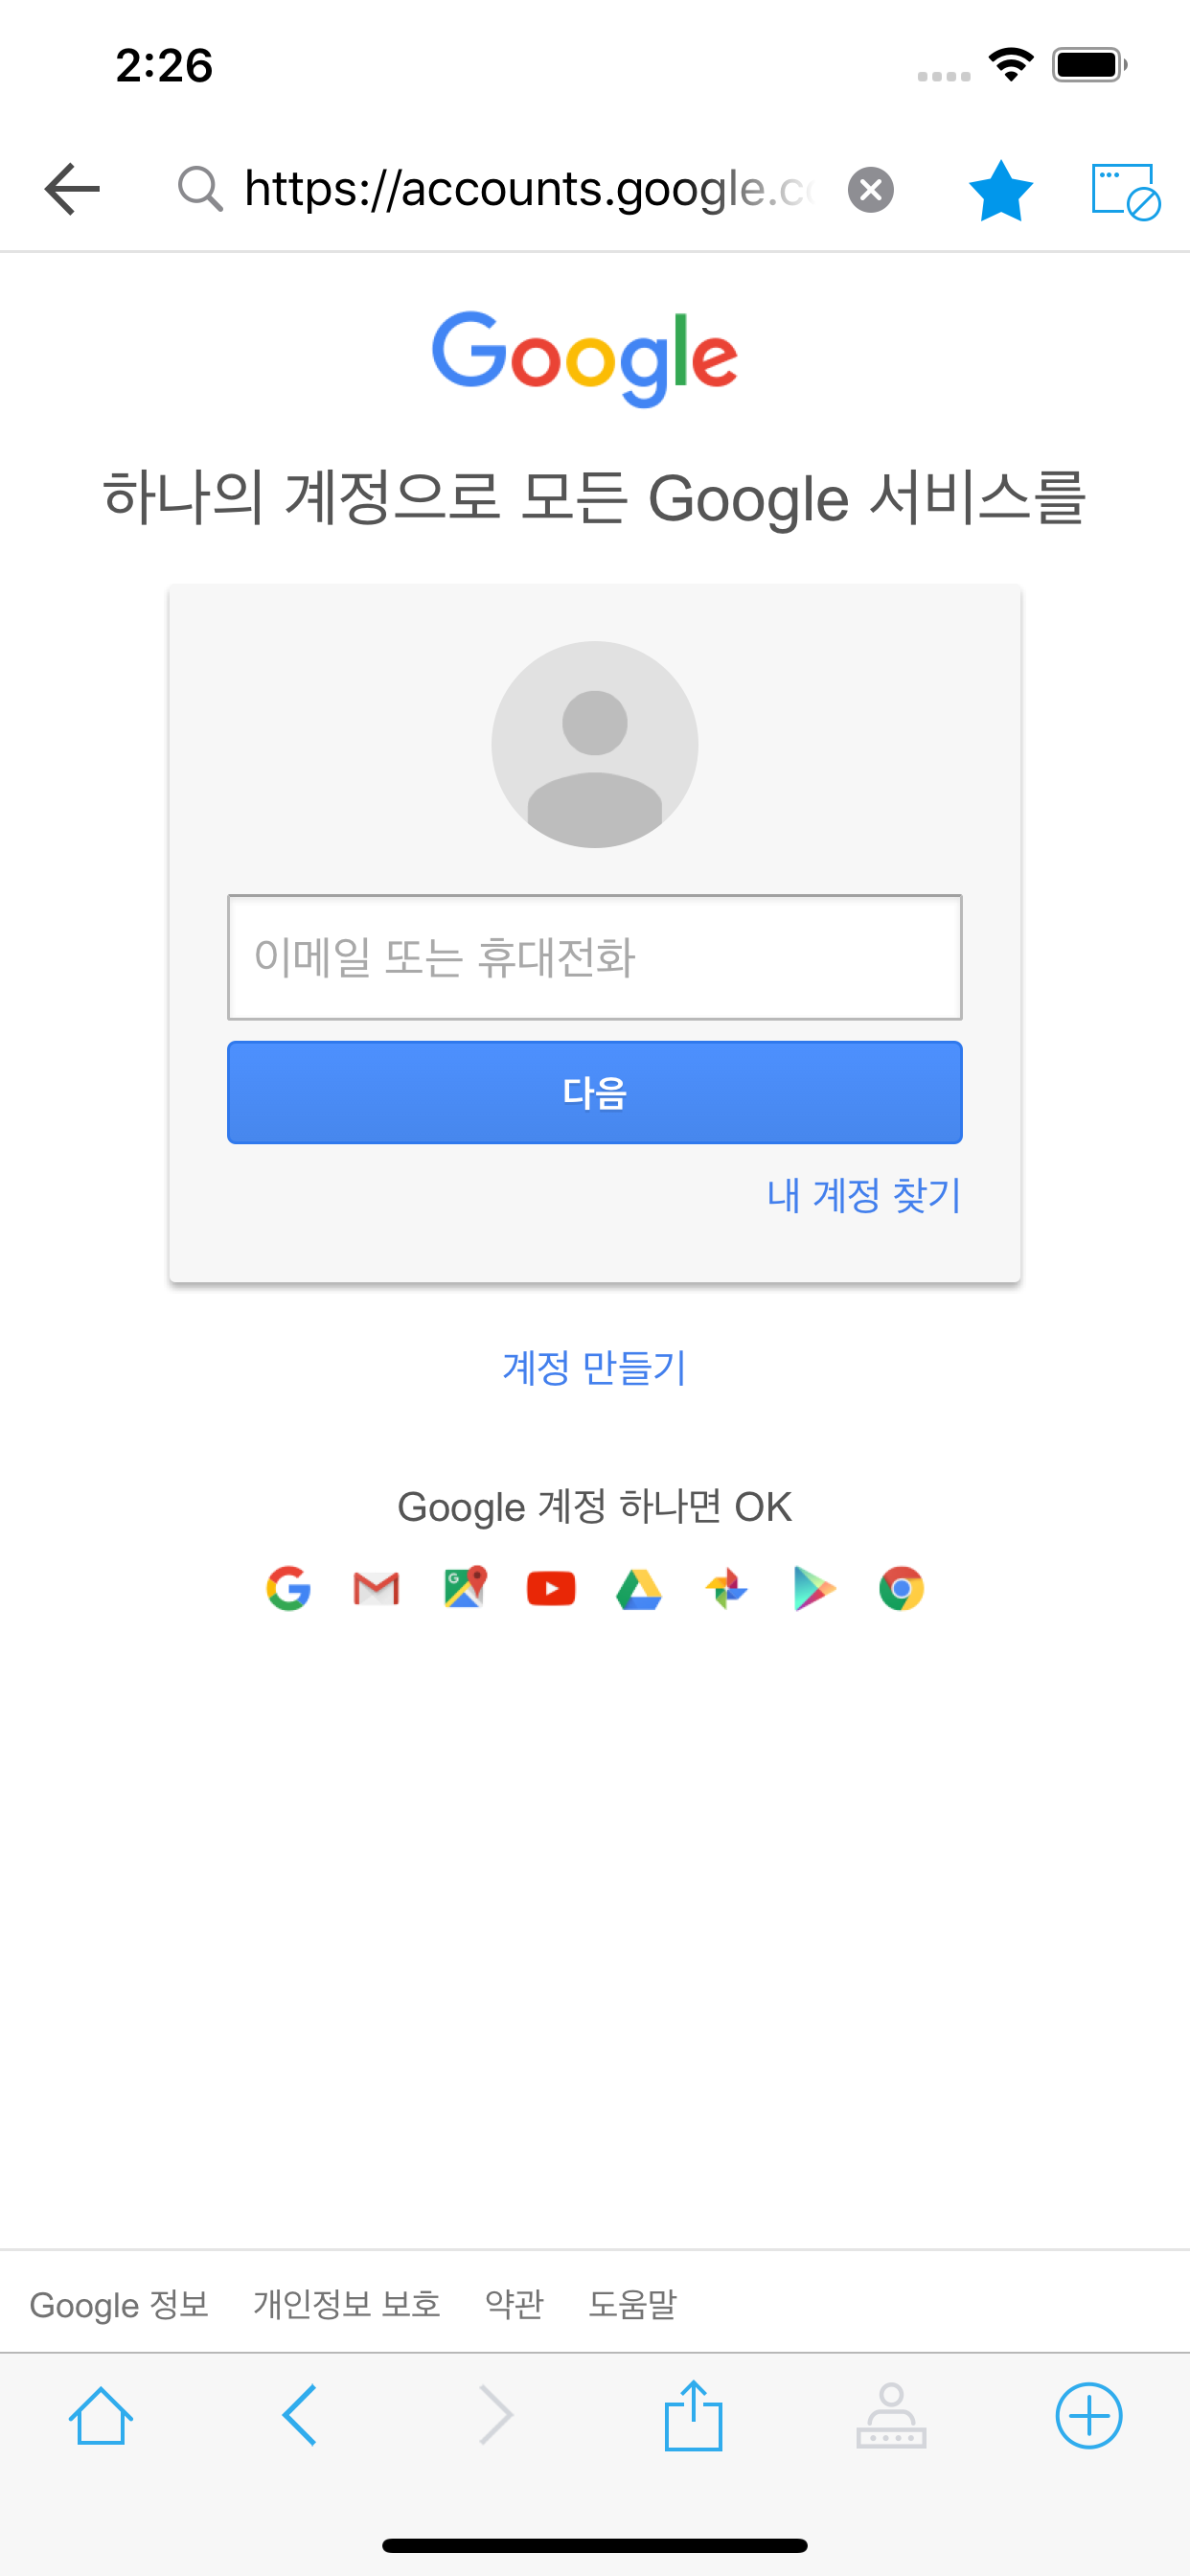 2:26
https://accounts.google.c
Google
하나의 계정으로 모든 Google 서비스를
이메일 또는 휴대전화
다음
내 계정 찾기
계정 만들기
Google 계정 하나면 OK
Google 정보 개인정보 보호 약관 도움말